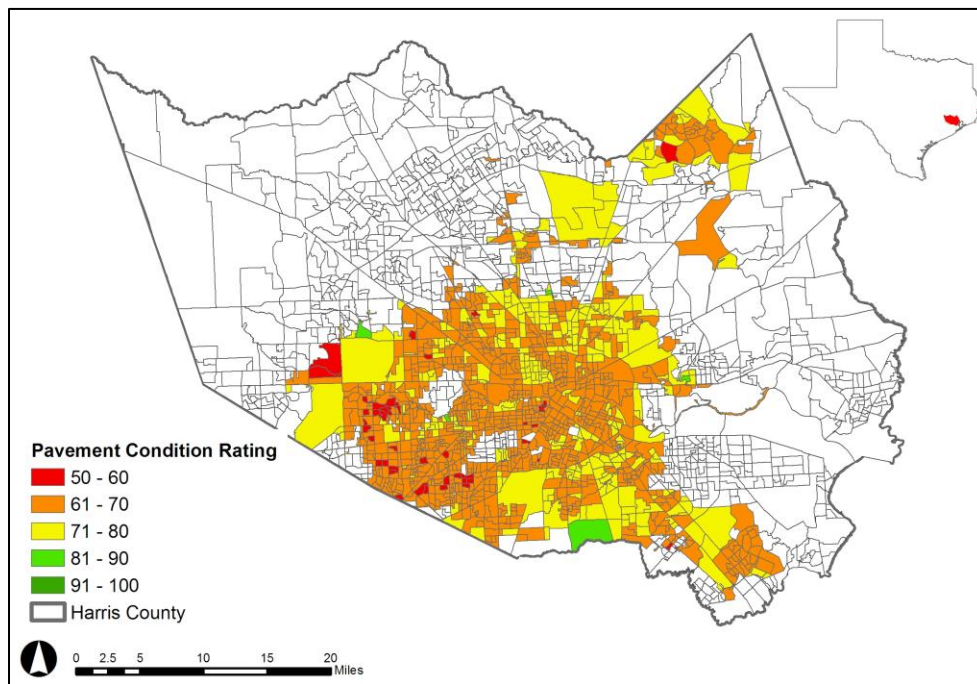 Pavement Condition Rating
50 - 60
61 - 70
71 - 80
81 - 90
91 - 100
Harris County
0 2.5 5 10 15 20
Miles